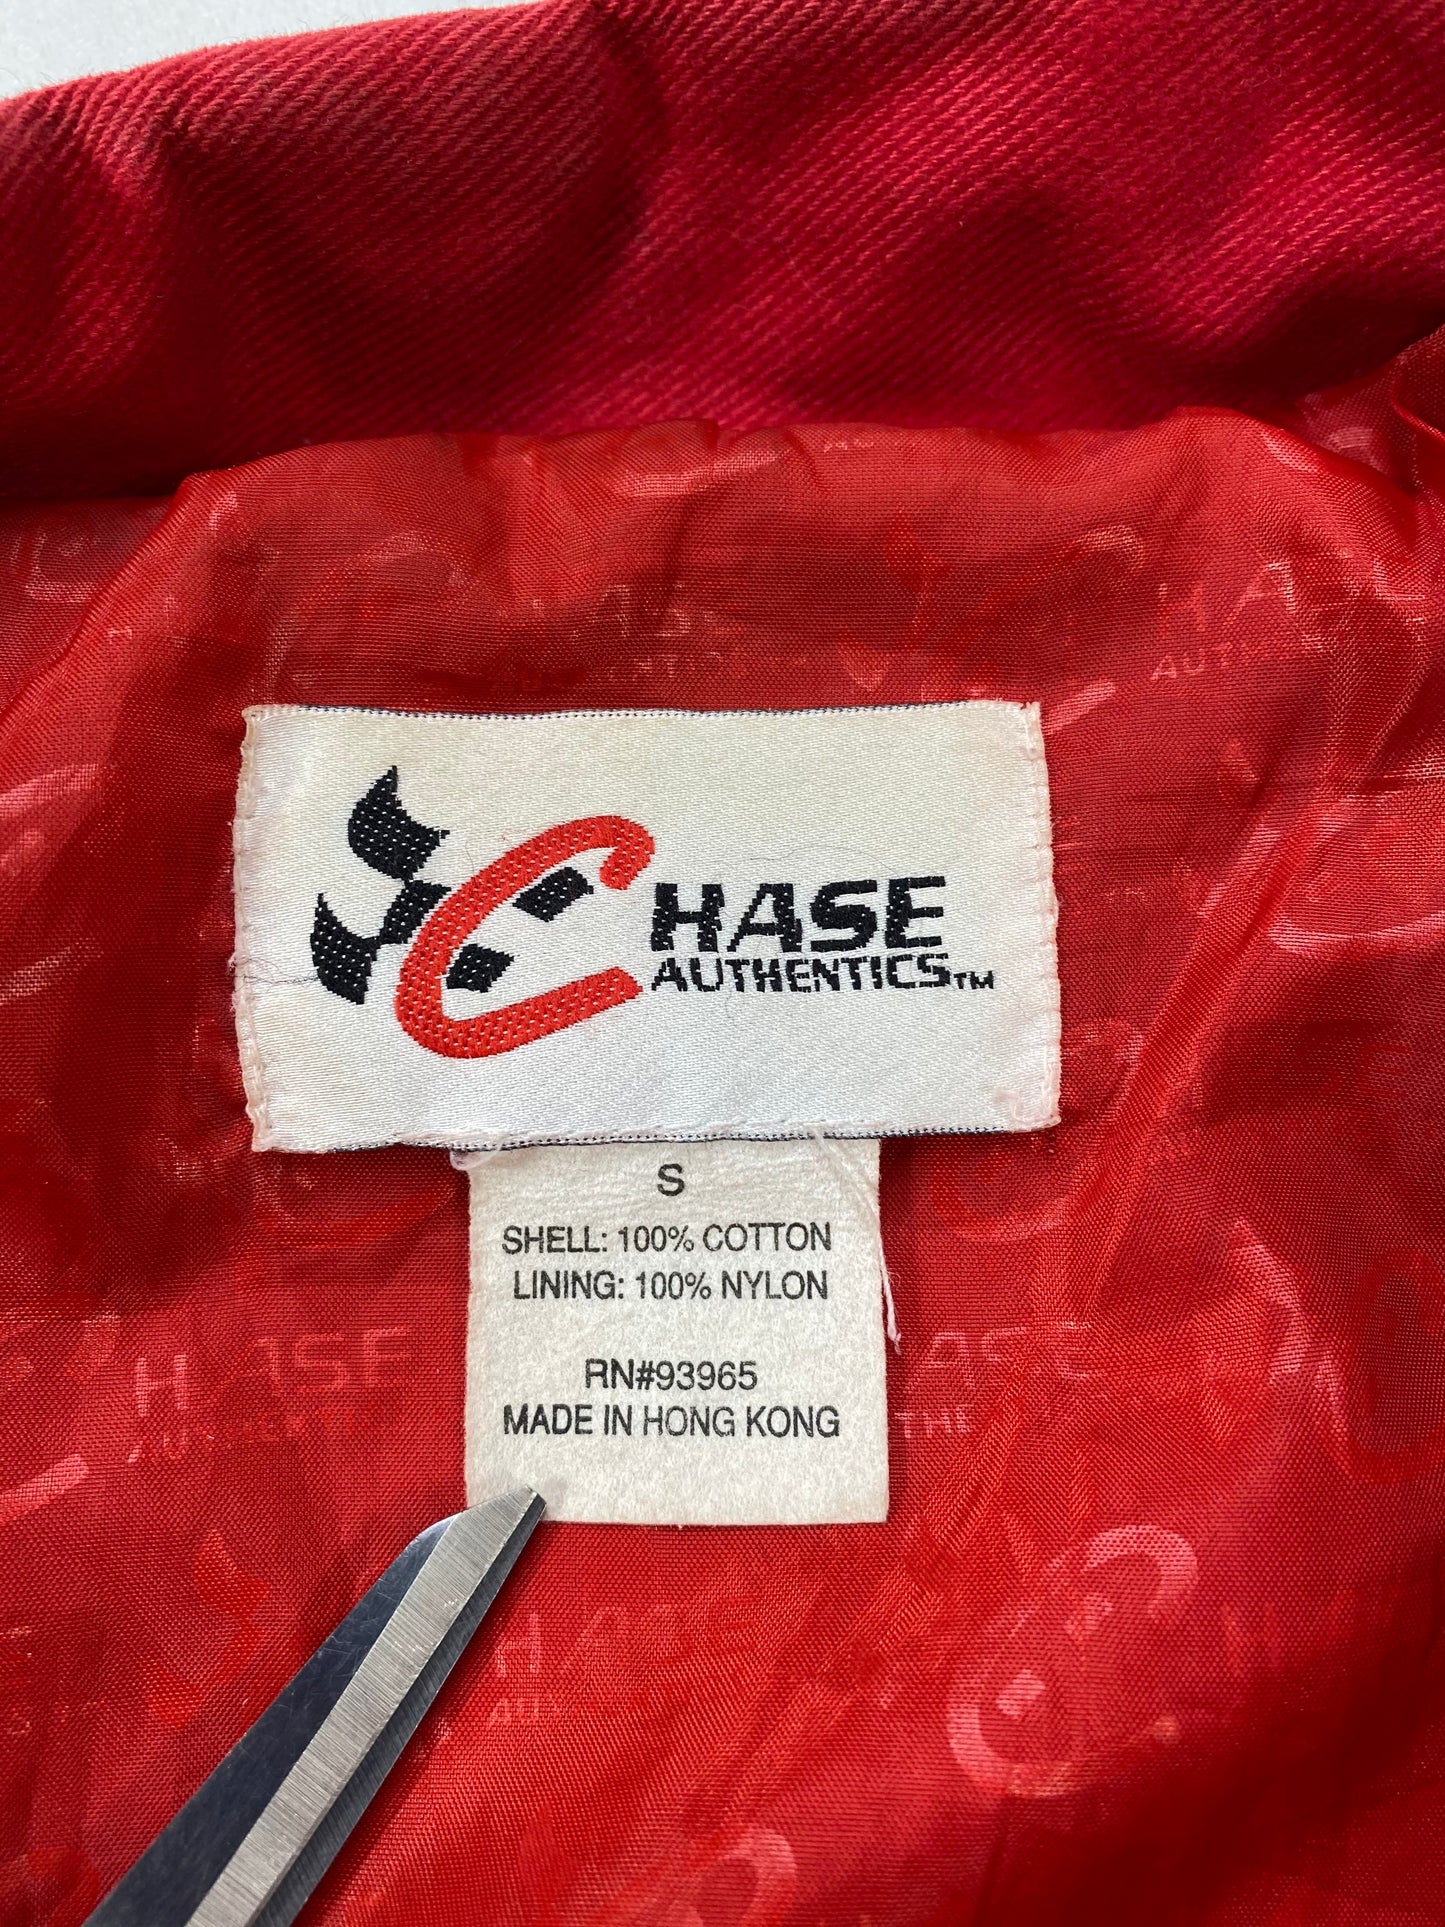 CHASE
AUTHENTICS™
S
SHELL: 100% COTTON
LINING: 100% NYLON
RN#93965
MADE IN HONG KONG